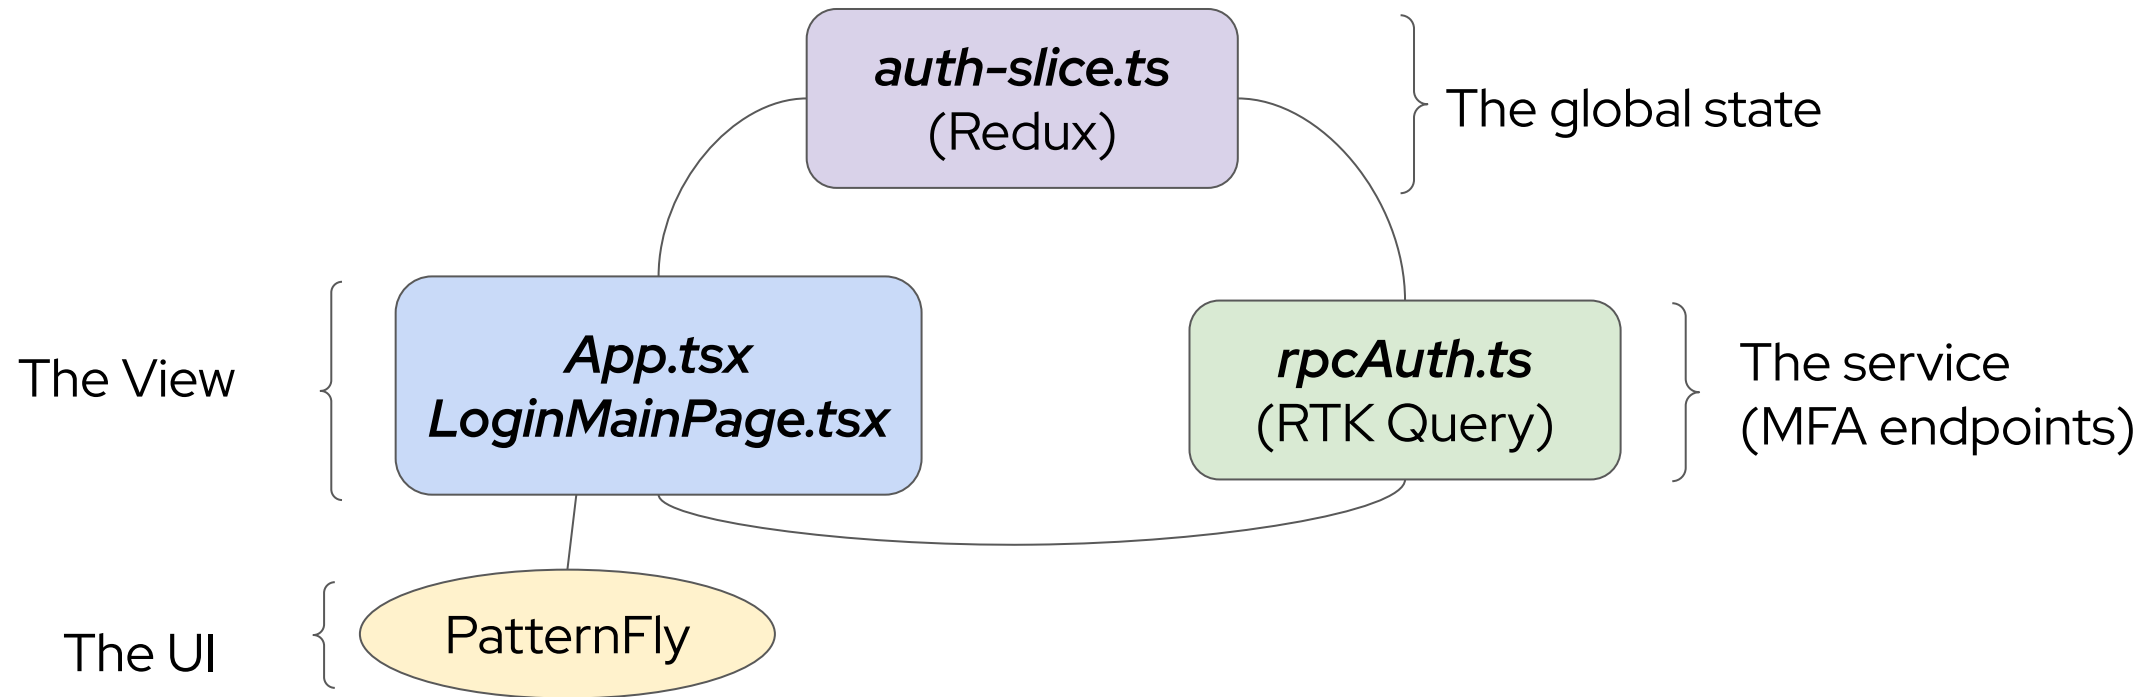 auth-slice.ts
(Redux)
The global state
App.tsx
LoginMainPage.tsx
The View
rpcAuth.ts
(RTK Query)
The service
(MFA endpoints)
PatternFly
The UI